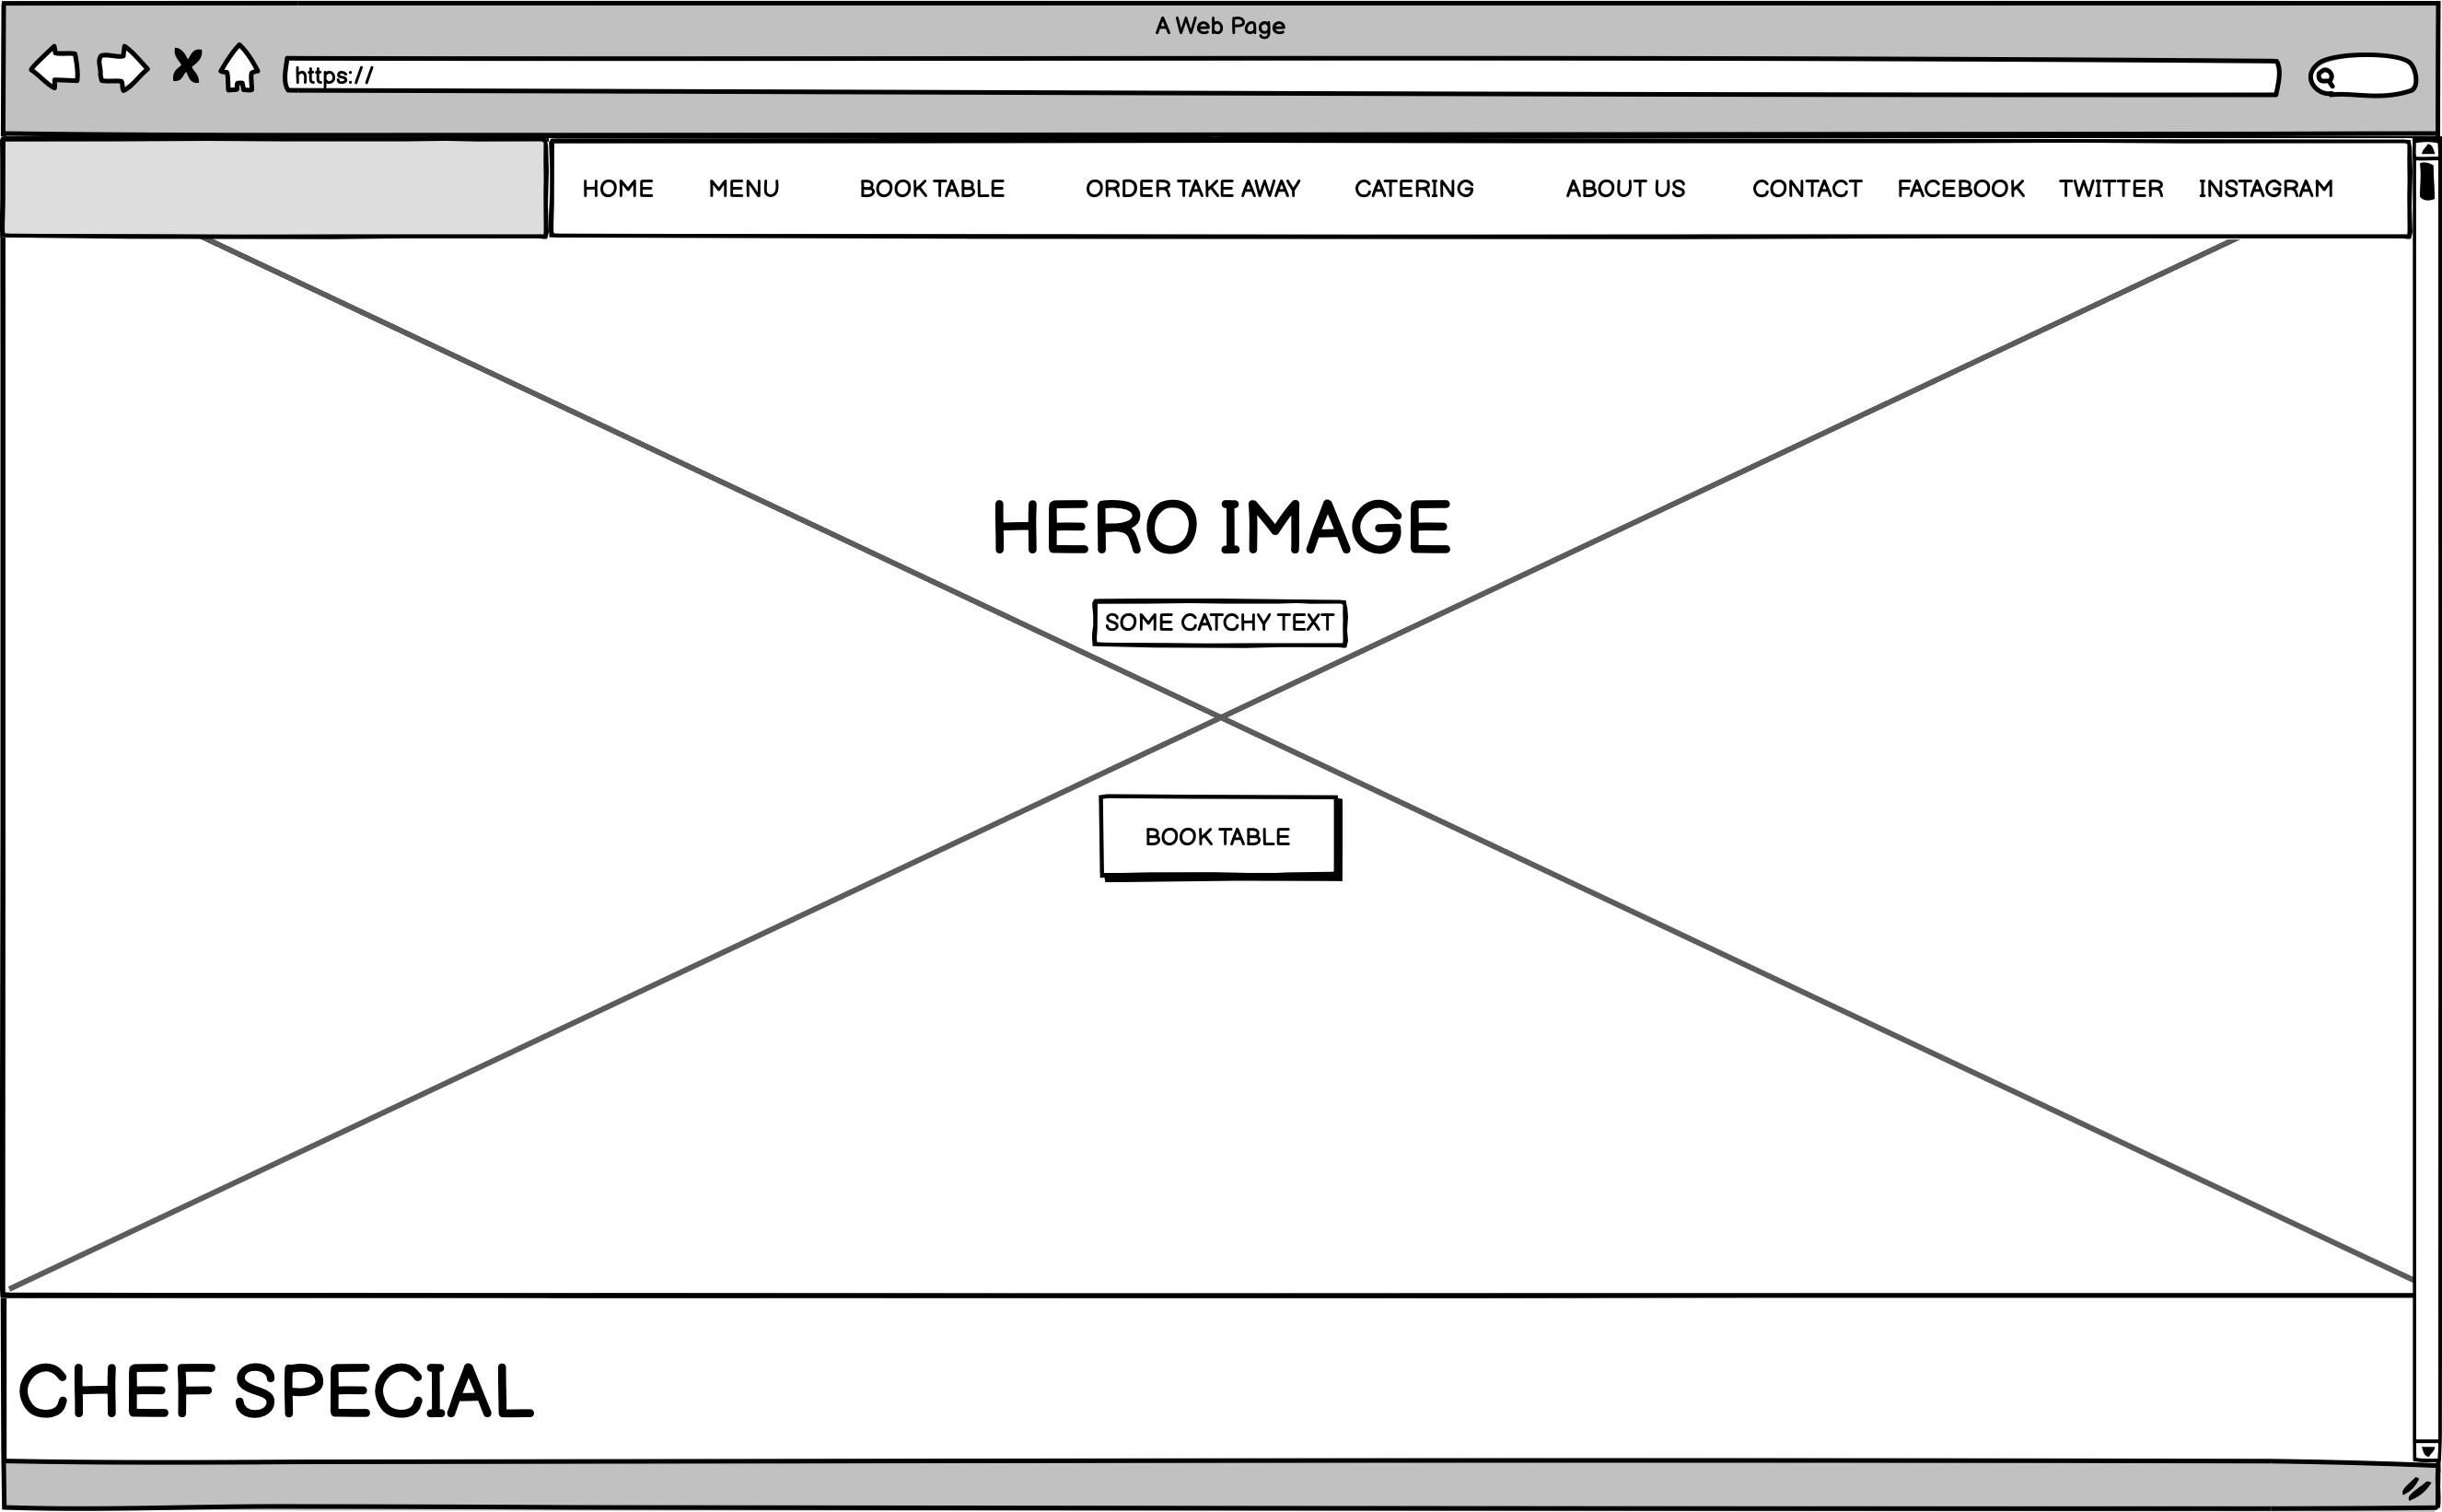 A Web Page
https://
HOME MENU BOOK TABLE ORDER TAKE AWAY CATERING ABOUT US CONTACT FACEBOOK TWITTER INSTAGRAM
HERO IMAGE
SOME CATCHY TEXT
BOOK TABLE
CHEF SPECIAL